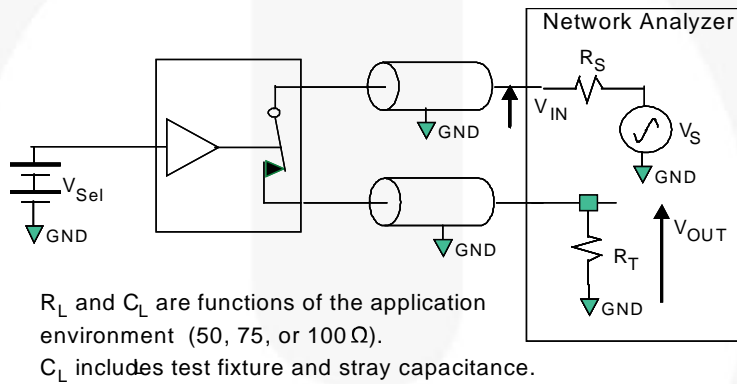 Network Analyzer
R_S
V_IN
GND
V_S
GND
V_Sel
GND
GND
V_OUT
R_T
GND
R_L and C_L are functions of the application
environment (50, 75, or 100 Ω).
C_L includes test fixture and stray capacitance.